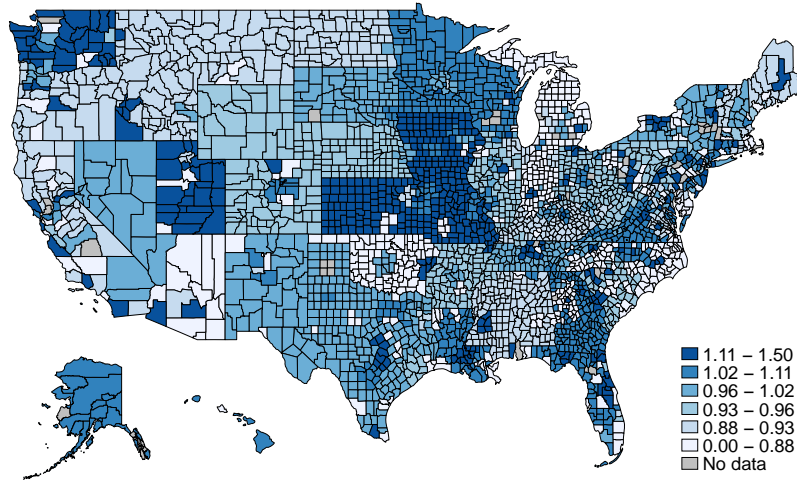 1.11 – 1.50
1.02 – 1.11
0.96 – 1.02
0.93 – 0.96
0.88 – 0.93
0.00 – 0.88
No data